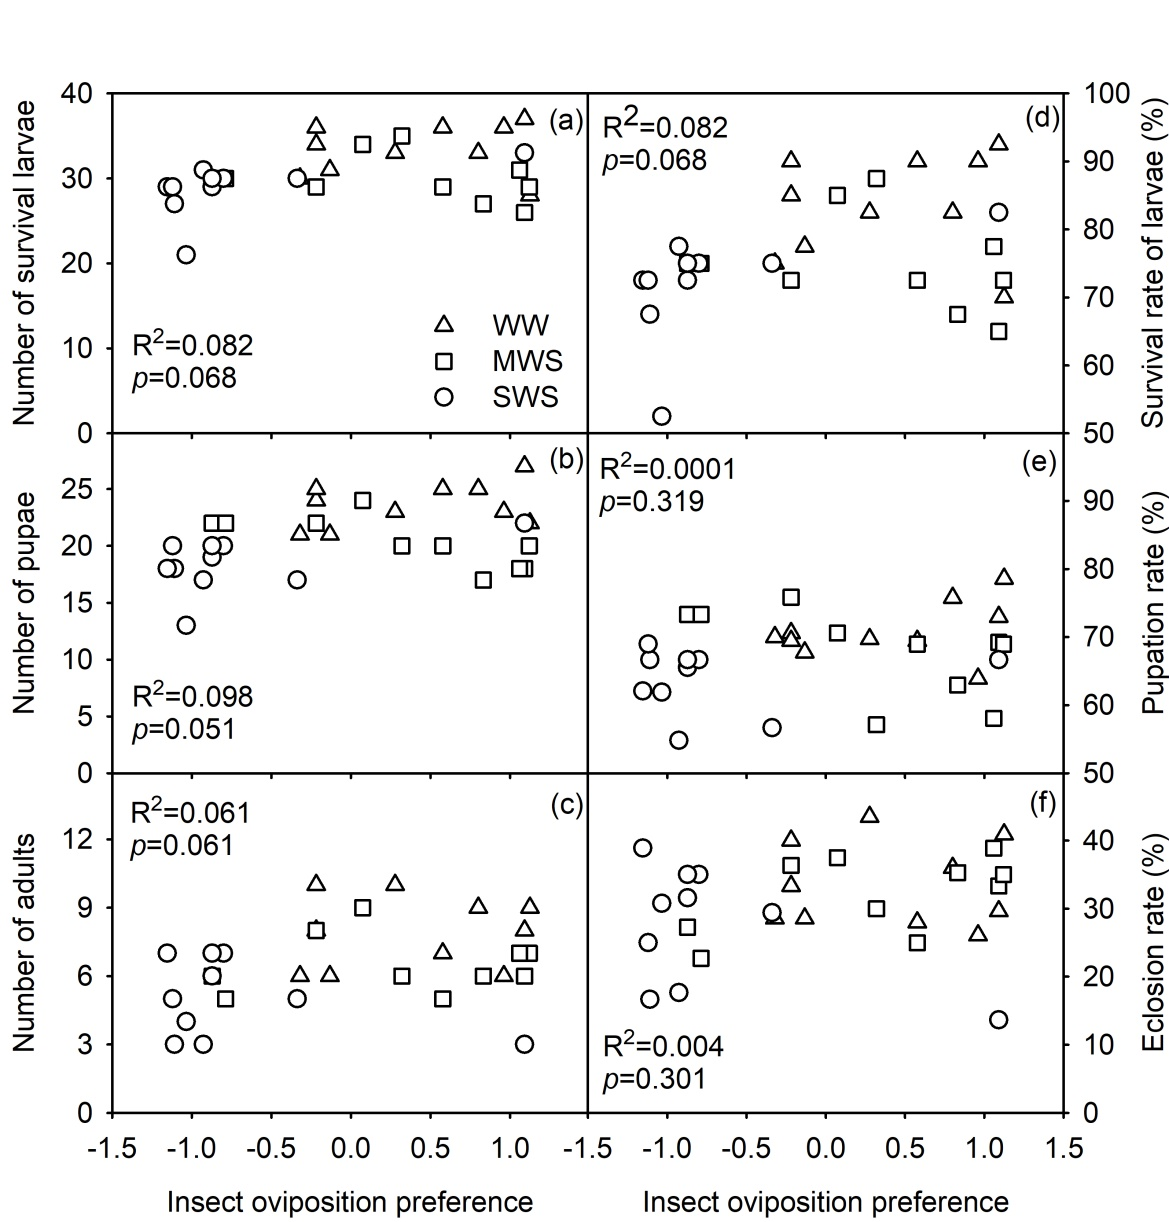 40
30
20
10
0
Number of survival larvae
(a)
R2=0.082
p=0.068
WW
MWS
SWS
(d)
R2=0.082
p=0.068
100
90
80
70
60
50
Survival rate of larvae (%)
25
20
15
10
5
0
Number of pupae
(b)
R2=0.098
p=0.051
(e)
R2=0.0001
p=0.319
90
80
70
60
50
Pupation rate (%)
12
9
6
3
0
Number of adults
(c)
R2=0.061
p=0.061
(f)
R2=0.004
p=0.301
40
30
20
10
0
Eclosion rate (%)
-1.5 -1.0 -0.5 0.0 0.5 1.0 -1.5 -1.0 -0.5 0.0 0.5 1.0 1.5
Insect oviposition preference Insect oviposition preference